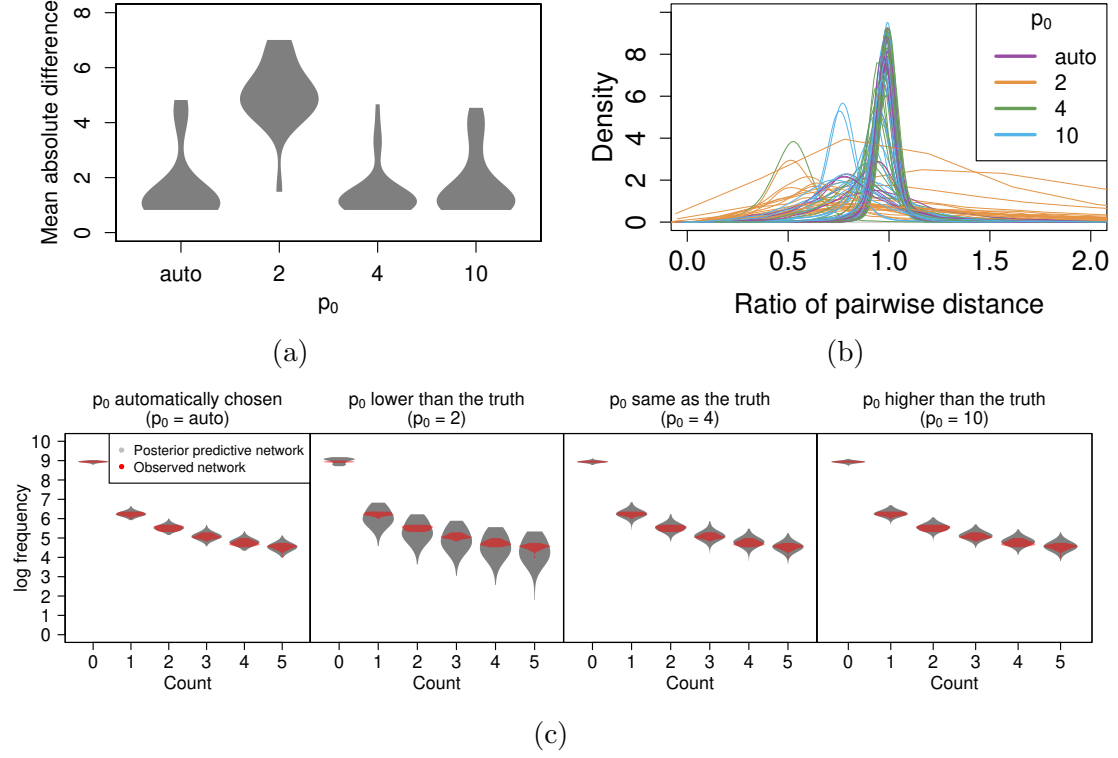 Mean absolute difference
8
6
4
2
0
auto 2 4 10
p0
(a)
Density
8
6
4
2
0
p0
auto
2
4
10
0.0 0.5 1.0 1.5 2.0
Ratio of pairwise distance
(b)
p0 automatically chosen
(p0 = auto)
p0 lower than the truth
(p0 = 2)
p0 same as the truth
(p0 = 4)
p0 higher than the truth
(p0 = 10)
log frequency
10
9
8
7
6
5
4
3
2
1
0
Posterior predictive network
Observed network
0 1 2 3 4 5
Count
0 1 2 3 4 5
Count
0 1 2 3 4 5
Count
0 1 2 3 4 5
Count
(c)